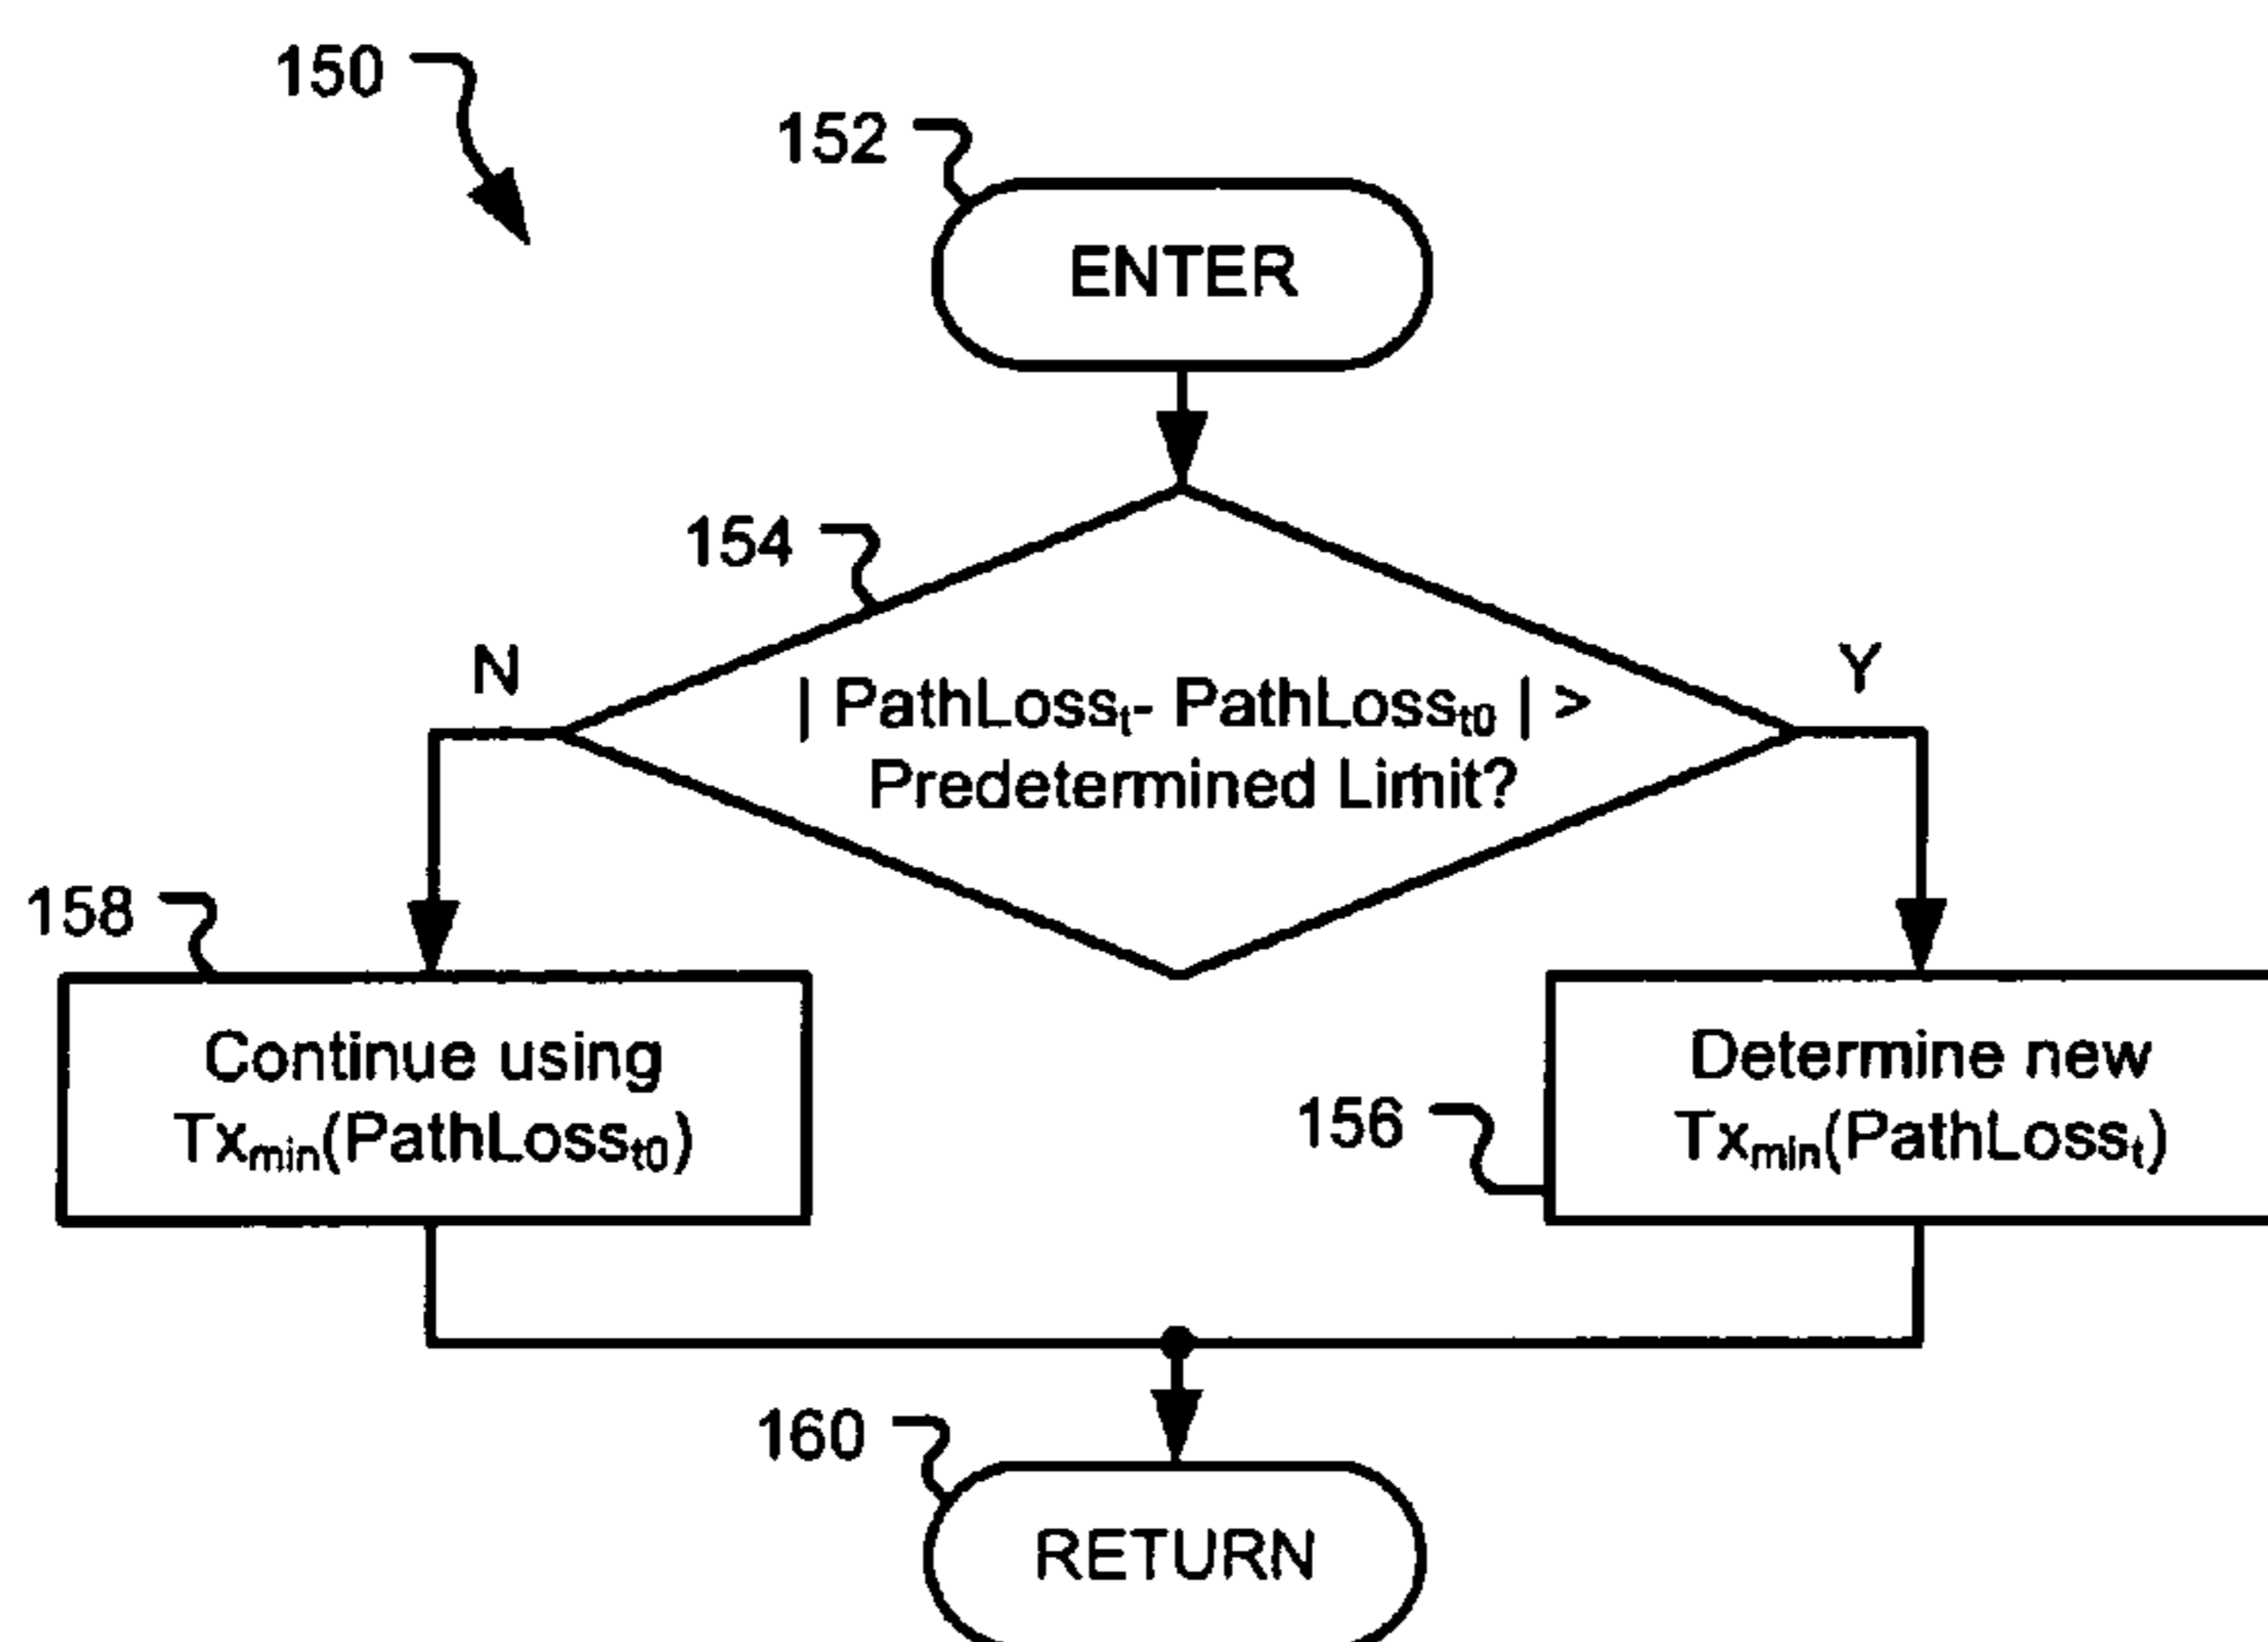 150
152
ENTER
154
N
Y
| PathLossₜ- PathLossₜ₀ | >
Predetermined Limit?
158
Continue using
Txₘᵢₙ(PathLossₜ₀)
156
Determine new
Txₘᵢₙ(PathLossₜ)
160
RETURN